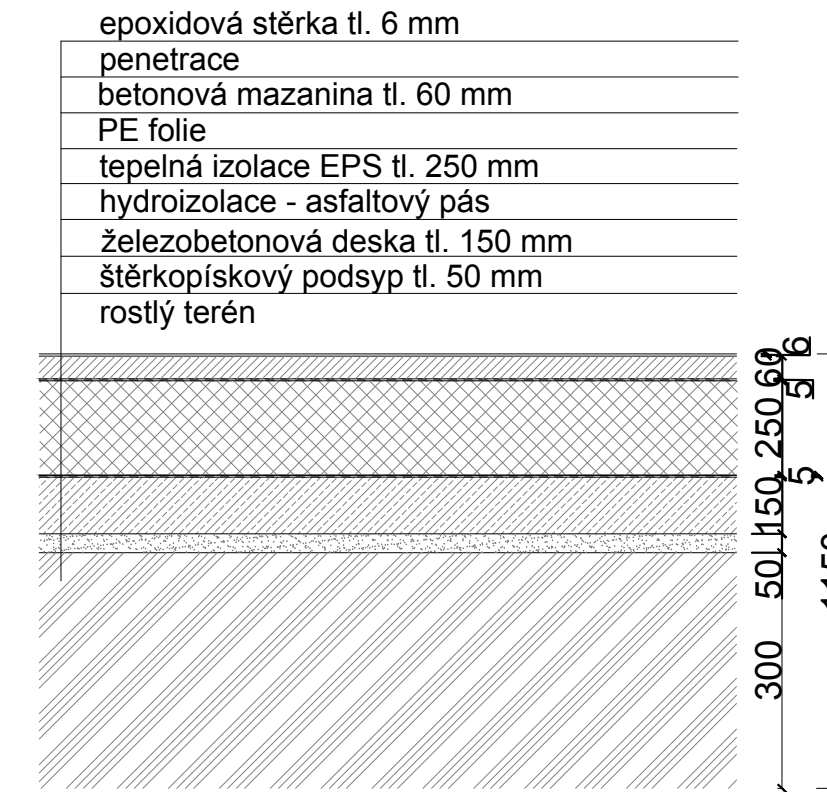 epoxidová stěrka tl. 6 mm
penetrace
betonová mazanina tl. 60 mm
PE folie
tepelná izolace EPS tl. 250 mm
hydroizolace - asfaltový pás
železobetonová deska tl. 150 mm
štěrkopískový podsyp tl. 50 mm
rostlý terén
6
60
5
250
5
150
50
300